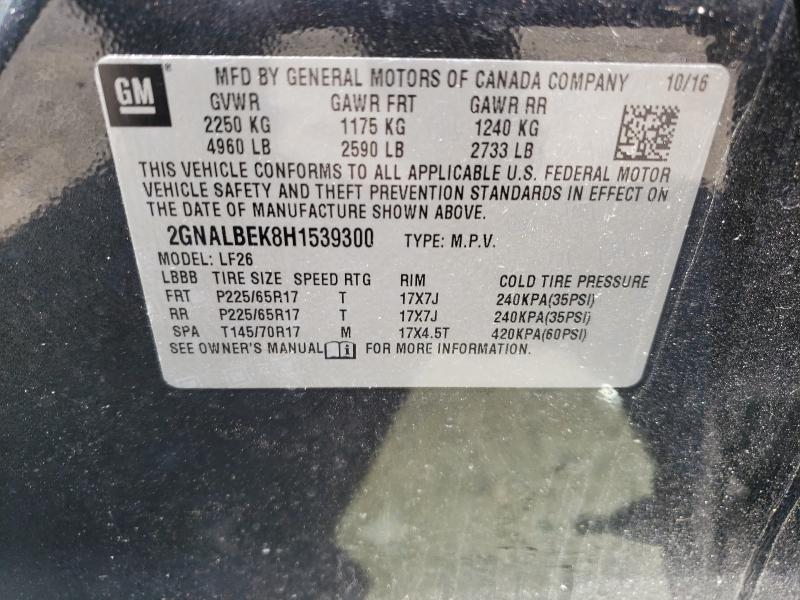 GM® MFD BY GENERAL MOTORS OF CANADA COMPANY 10/16
GVWR GAWR FRT GAWR RR
2250 KG 1175 KG 1240 KG
4960 LB 2590 LB 2733 LB
THIS VEHICLE CONFORMS TO ALL APPLICABLE U.S. FEDERAL MOTOR
VEHICLE SAFETY AND THEFT PREVENTION STANDARDS IN EFFECT ON
THE DATE OF MANUFACTURE SHOWN ABOVE.
2GNALBEK8H1539300 TYPE: M.P.V.
MODEL: LF26
LBBB TIRE SIZE SPEED RTG RIM COLD TIRE PRESSURE
FRT P225/65R17 T 17X7J 240KPA(35PSI)
RR P225/65R17 T 17X7J 240KPA(35PSI)
SPA T145/70R17 M 17X4.5T 420KPA(60PSI)
SEE OWNER'S MANUAL FOR MORE INFORMATION.